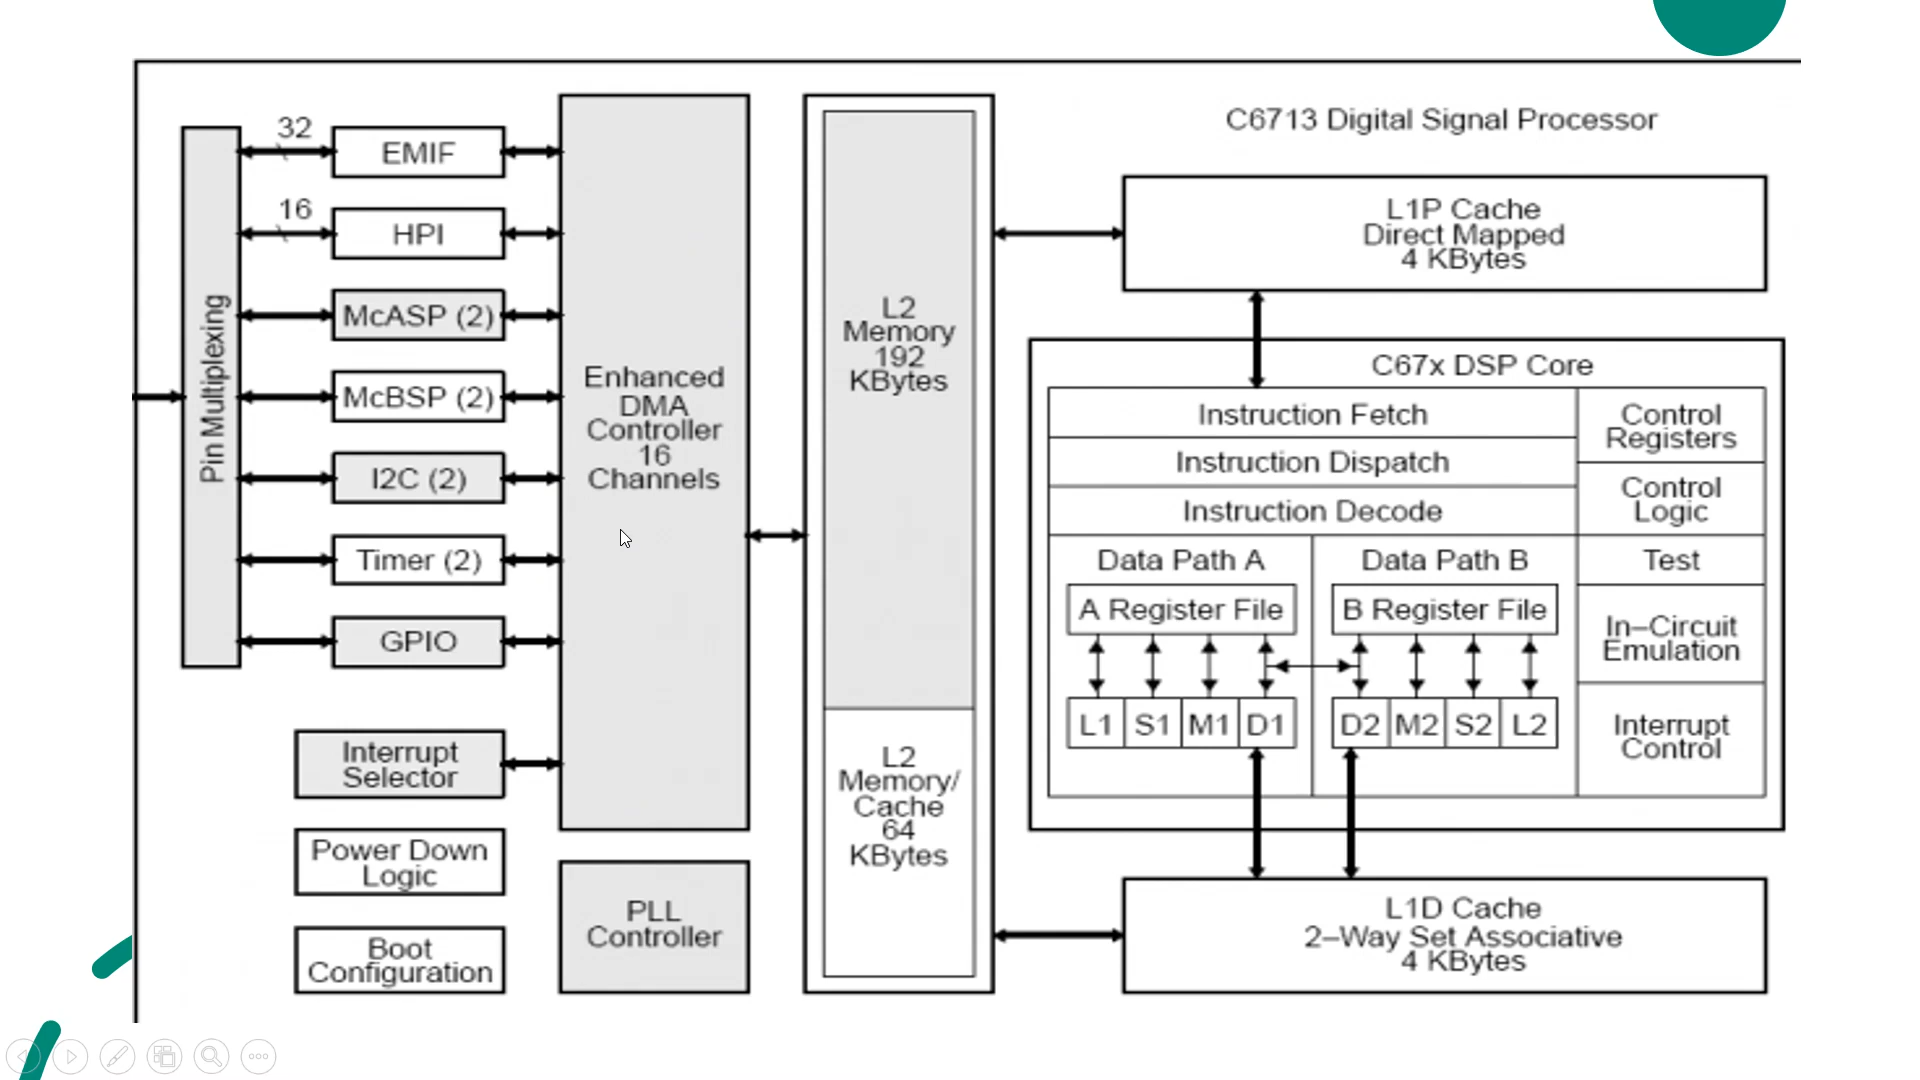 C6713 Digital Signal Processor
32
EMIF
16
HPI
McASP (2)
McBSP (2)
I2C (2)
Timer (2)
GPIO
Pin Multiplexing
Interrupt
Selector
Power Down
Logic
Boot
Configuration
Enhanced
DMA
Controller
16
Channels
PLL
Controller
L2
Memory
192
KBytes
L2
Memory/
Cache
64
KBytes
L1P Cache
Direct Mapped
4 KBytes
C67x DSP Core
Instruction Fetch
Instruction Dispatch
Instruction Decode
Data Path A
Data Path B
A Register File
B Register File
L1 S1 M1 D1
D2 M2 S2 L2
Control
Registers
Control
Logic
Test
In–Circuit
Emulation
Interrupt
Control
L1D Cache
2–Way Set Associative
4 KBytes